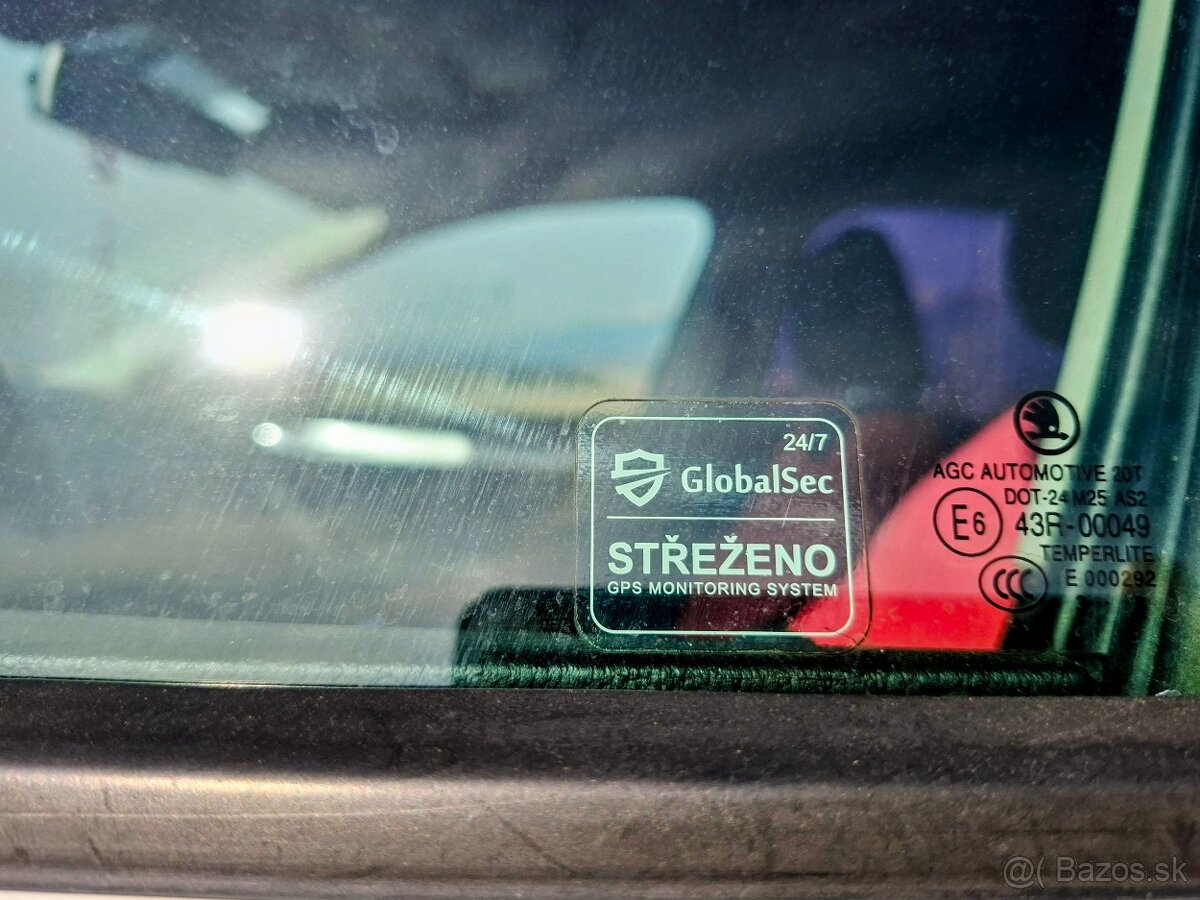 24/7
GlobalSec
STŘEŽENO
GPS MONITORING SYSTEM
AGC AUTOMOTIVE 20T
DOT-24 M25 AS2
E6 43R-00049
TEMPERLITE
CCC E 000292
@( Bazos.sk